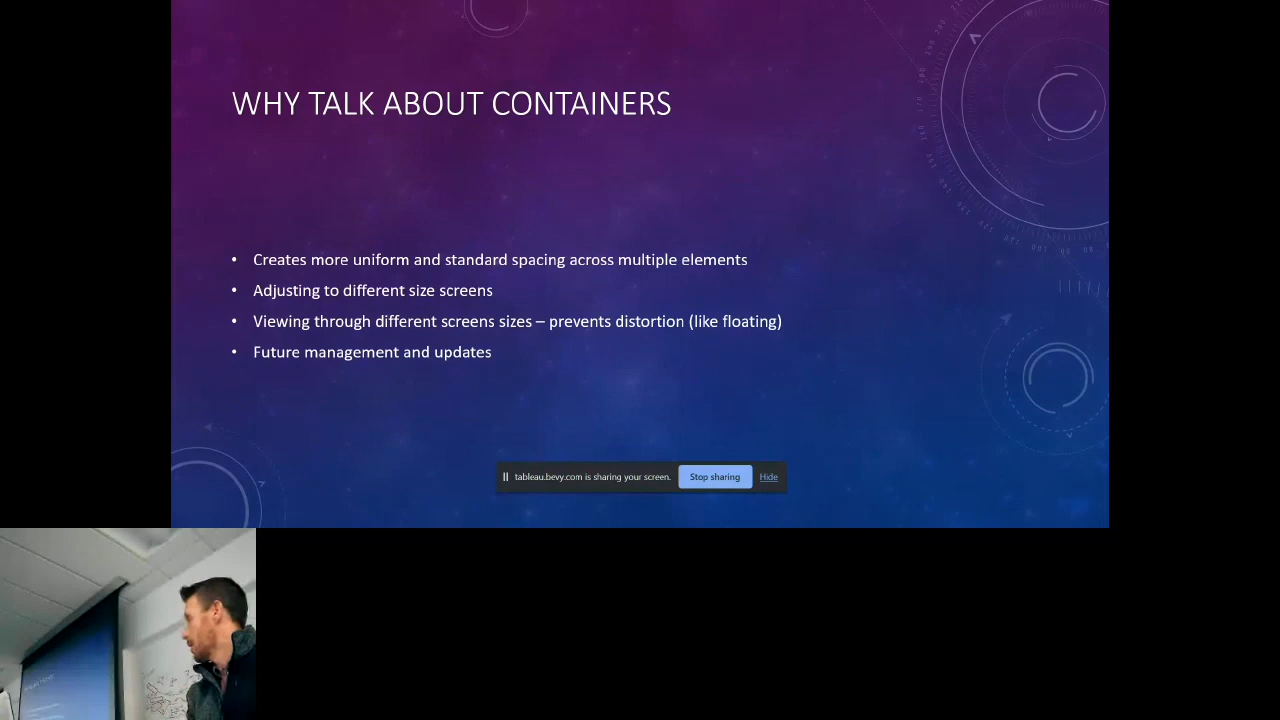 WHY TALK ABOUT CONTAINERS
• Creates more uniform and standard spacing across multiple elements
• Adjusting to different size screens
• Viewing through different screens sizes – prevents distortion (like floating)
• Future management and updates
tableau.bevy.com is sharing your screen. Stop sharing Hide